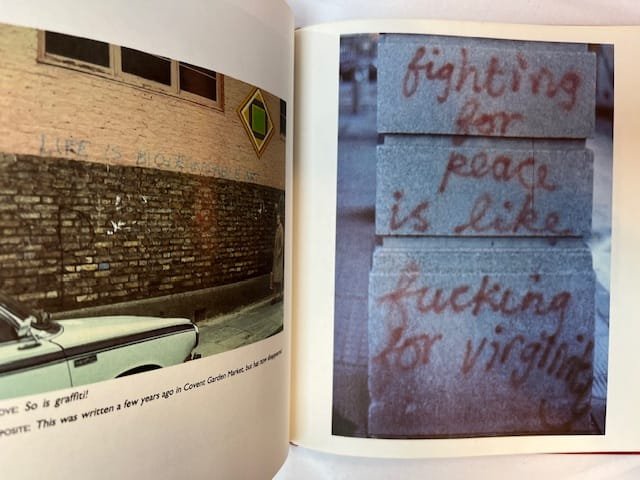 LIFE IS BIODEGRADABLE
OVE: So is graffiti!
POSITE: This was written a few years ago in Covent Garden Market, but has now disappeared!
fighting
for
peace
is like
fucking
for virginity